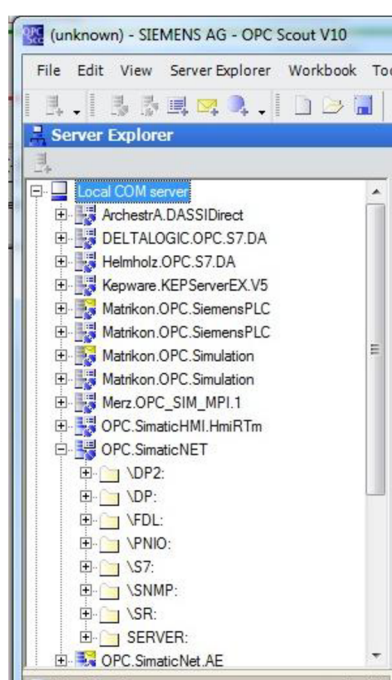 OPC
SCC
(unknown) - SIEMENS AG - OPC Scout V10
File Edit View Server Explorer Workbook Too
Server Explorer
Local COM server
ArchestrA.DASSIDirect
DELTALOGIC.OPC.S7.DA
Helmholz.OPC.S7.DA
Kepware.KEPServerEX.V5
Matrikon.OPC.SiemensPLC
Matrikon.OPC.SiemensPLC
Matrikon.OPC.Simulation
Matrikon.OPC.Simulation
Merz.OPC_SIM_MPI.1
OPC.SimaticHMI.HmiRTm
OPC.SimaticNET
\DP2:
\DP:
\FDL:
\PNIO:
\S7:
\SNMP:
\SR:
SERVER:
OPC.SimaticNet.AE